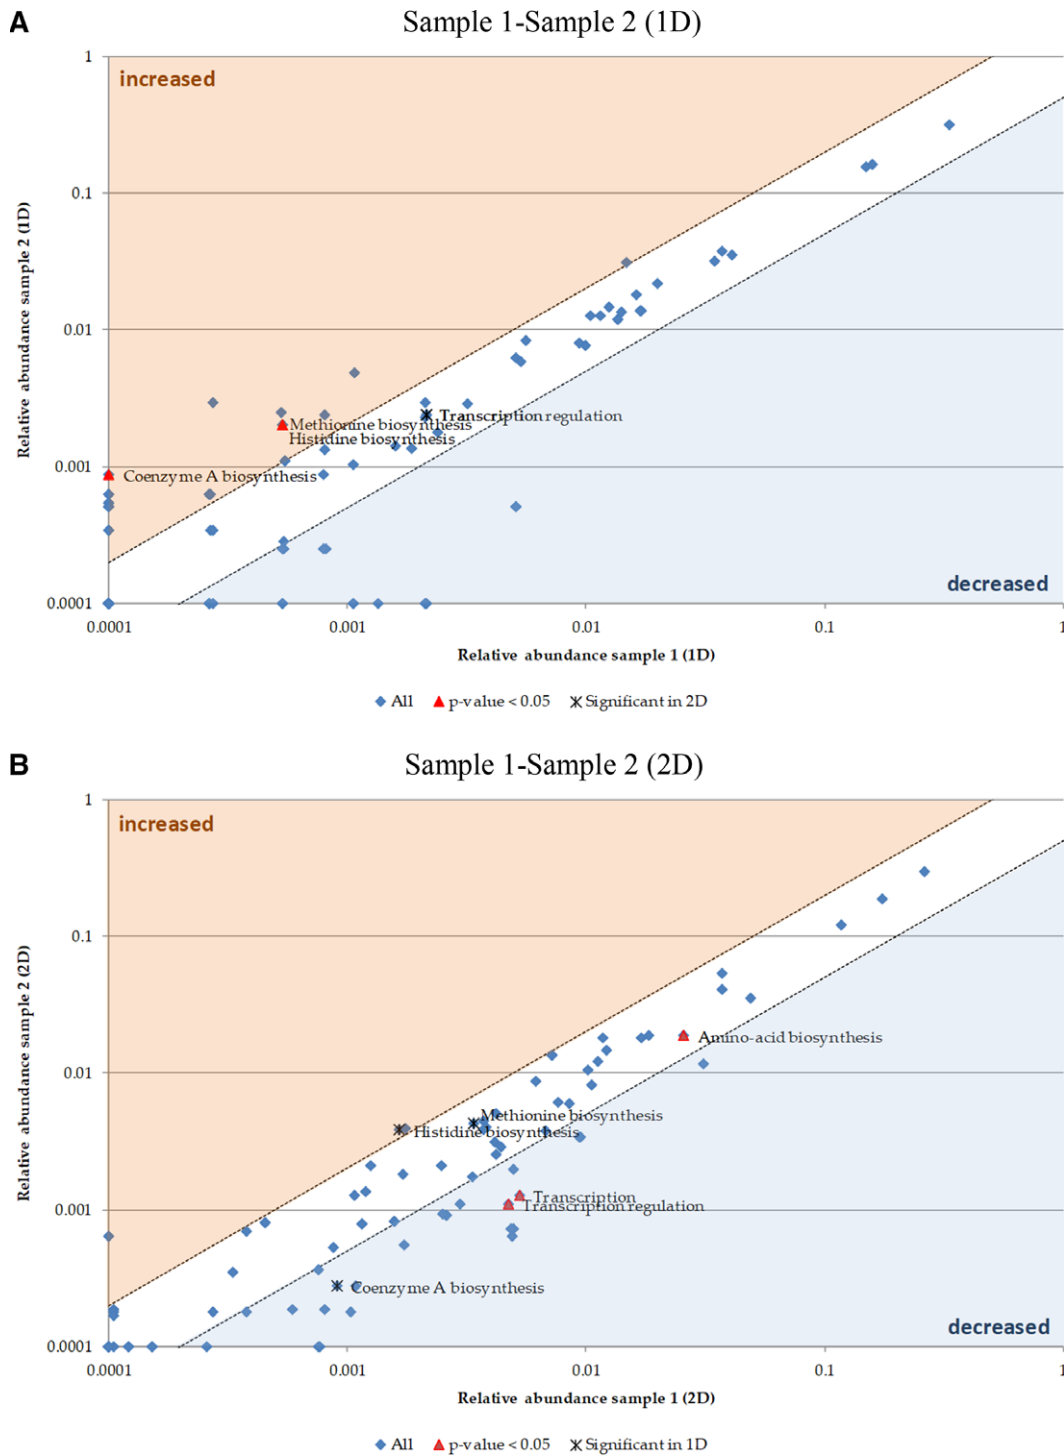 A
Sample 1-Sample 2 (1D)
increased
1
0.1
0.01
0.001
0.0001
Relative abundance sample 2 (1D)
Transcription regulation
Methionine biosynthesis
Histidine biosynthesis
Coenzyme A biosynthesis
decreased
0.0001
0.001
0.01
0.1
1
Relative abundance sample 1 (1D)
All
p-value < 0.05
Significant in 2D
B
Sample 1-Sample 2 (2D)
increased
1
0.1
0.01
0.001
0.0001
Relative abundance sample 2 (2D)
Amino-acid biosynthesis
Methionine biosynthesis
Histidine biosynthesis
Transcription
Transcription regulation
Coenzyme A biosynthesis
decreased
0.0001
0.001
0.01
0.1
1
Relative abundance sample 1 (2D)
All
p-value < 0.05
Significant in 1D